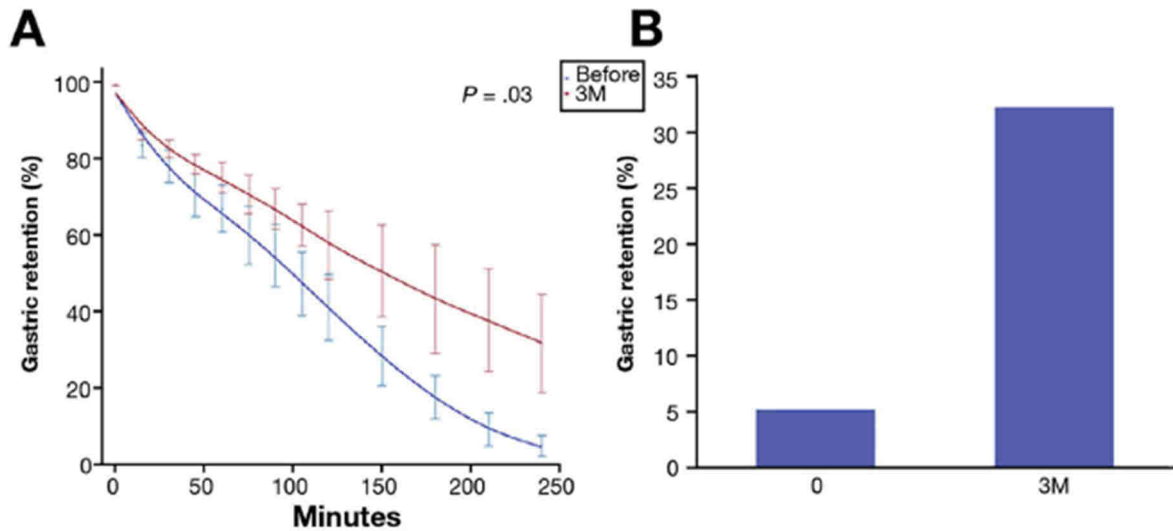 A
Gastric retention (%)
100
80
60
40
20
0
P = .03
Before
3M
0 50 100 150 200 250
Minutes
B
Gastric retention (%)
35
30
25
20
15
10
5
0
0 3M